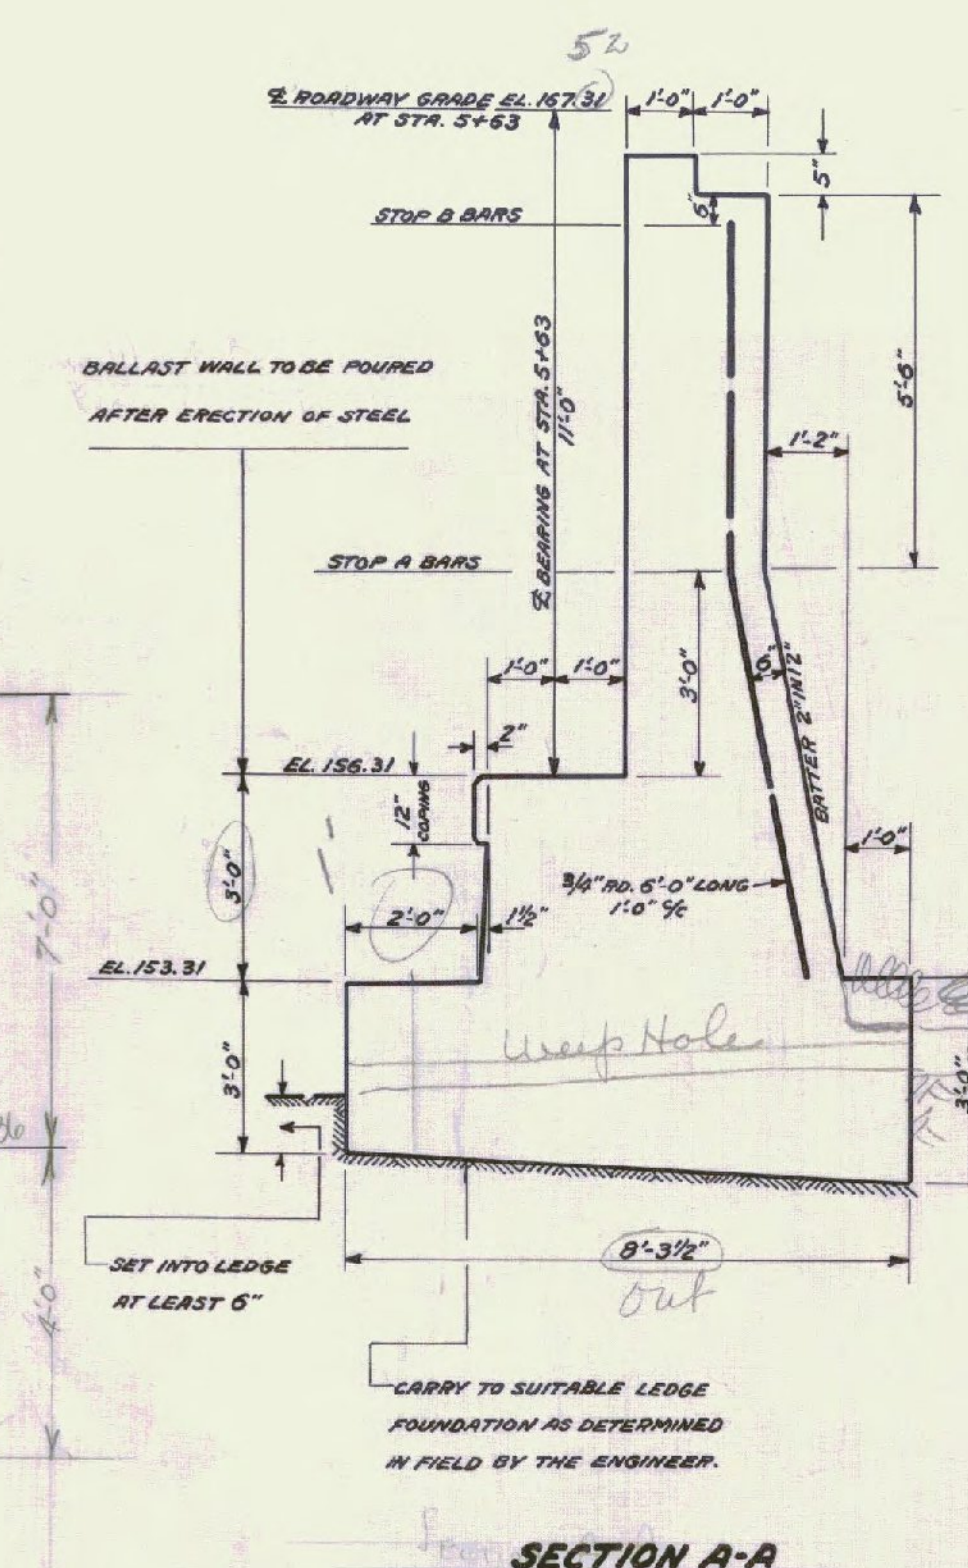 52
℄ ROADWAY GRADE EL. 167.31
AT STA. 5+63
1'-0" 1'-0"
5"
6"
STOP B BARS
℄ BEARING AT STA. 5+63
11'-0"
5'-6"
BALLAST WALL TO BE POURED
AFTER ERECTION OF STEEL
1'-2"
STOP A BARS
1'-0" 1'-0"
3'-0"
6"
BATTER 2" IN 12"
2"
EL. 156.31
12"
COPING
1'-0"
3'-0"
7'-0"
3/4" RD. 6'-0" LONG
1'-0" c/c
2'-0" 1½"
EL. 153.31
Weep Hole
3'-0"
3'-0"
36
8'-3½"
out
SET INTO LEDGE
AT LEAST 6"
4'-0"
CARRY TO SUITABLE LEDGE
FOUNDATION AS DETERMINED
IN FIELD BY THE ENGINEER.
SECTION A-A